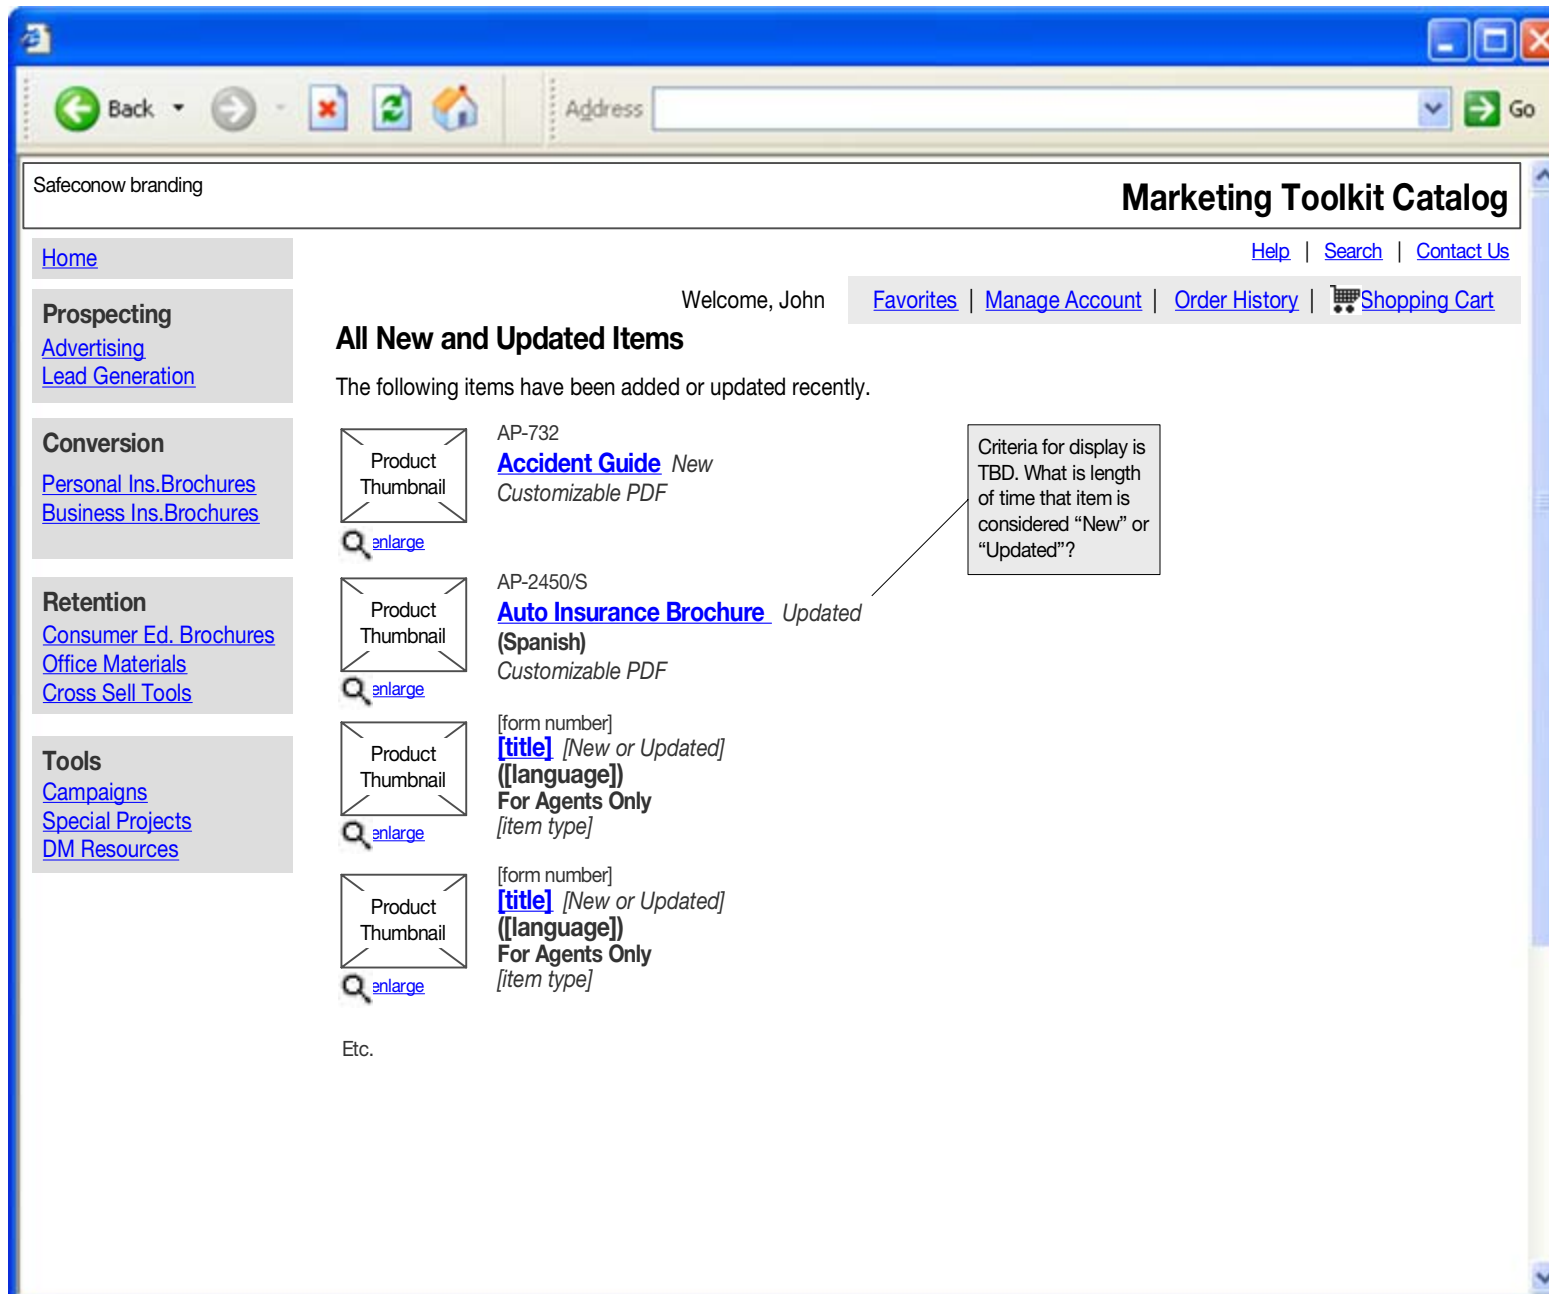 Back
Address
Go
Safeconow branding
Marketing Toolkit Catalog
Help | Search | Contact Us
Home
Welcome, John
Favorites | Manage Account | Order History | Shopping Cart
Prospecting
Advertising
Lead Generation
Conversion
Personal Ins.Brochures
Business Ins.Brochures
Retention
Consumer Ed. Brochures
Office Materials
Cross Sell Tools
Tools
Campaigns
Special Projects
DM Resources
All New and Updated Items
The following items have been added or updated recently.
Product
Thumbnail
enlarge
AP-732
Accident Guide New
Customizable PDF
Criteria for display is
TBD. What is length
of time that item is
considered “New” or
“Updated”?
Product
Thumbnail
enlarge
AP-2450/S
Auto Insurance Brochure Updated
(Spanish)
Customizable PDF
Product
Thumbnail
enlarge
[form number]
[title] [New or Updated]
([language])
For Agents Only
[item type]
Product
Thumbnail
enlarge
[form number]
[title] [New or Updated]
([language])
For Agents Only
[item type]
Etc.